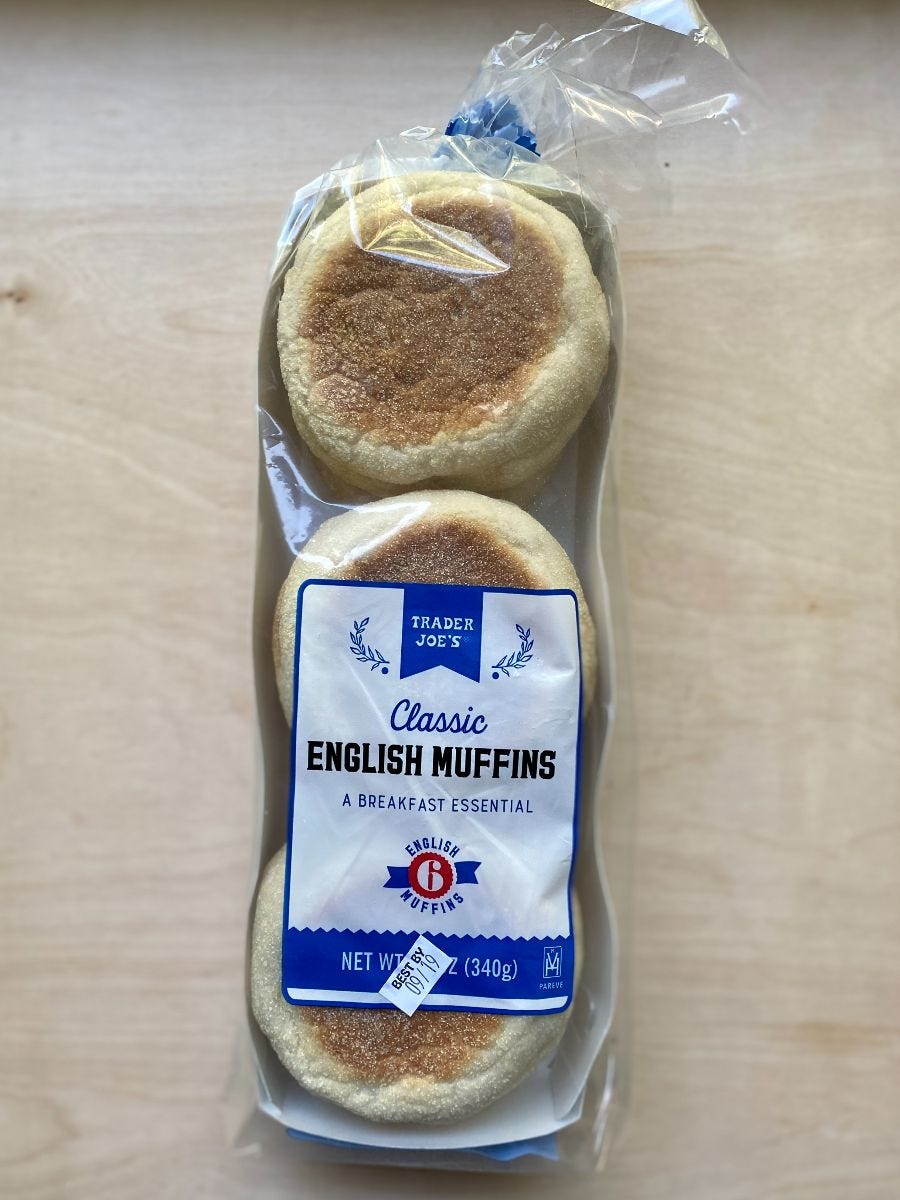 TRADER
JOE'S
Classic
ENGLISH MUFFINS
A BREAKFAST ESSENTIAL
ENGLISH
6
MUFFINS
NET WT Z (340g)
BEST BY
09/19
PAREVE